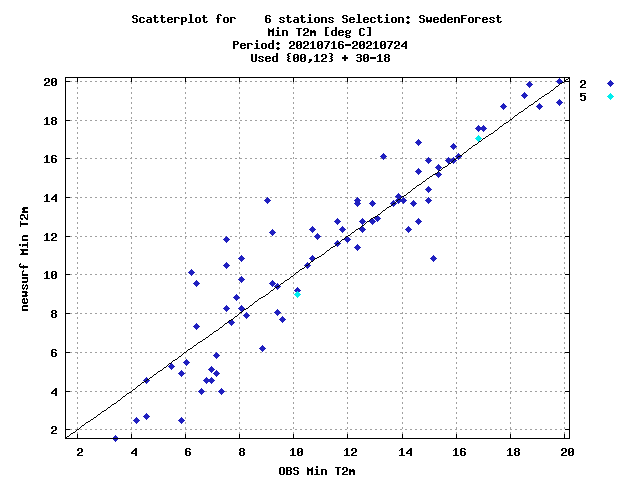 Scatterplot for    6 stations Selection: SwedenForest
Min T2m [deg C]
Period: 20210716-20210724
Used {00,12} + 30-18
2
5
newsurf Min T2m
20
18
16
14
12
10
8
6
4
2
2 4 6 8 10 12 14 16 18 20
OBS Min T2m